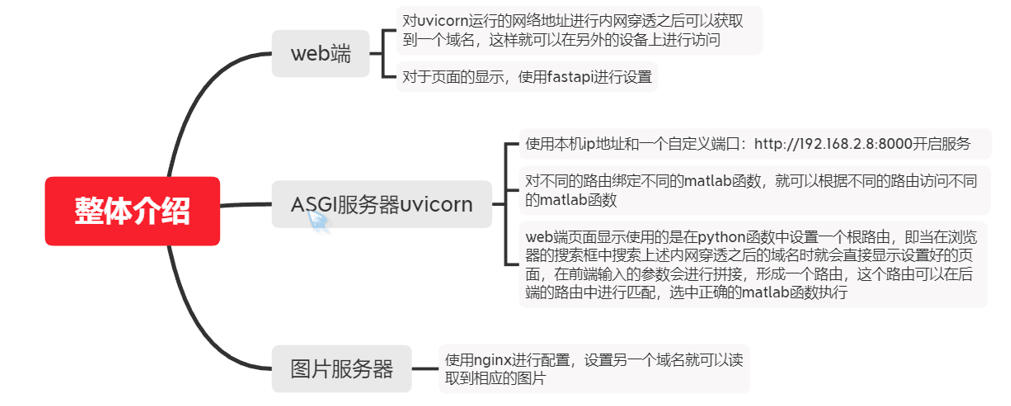 整体介绍
web端
对uvicorn运行的网络地址进行内网穿透之后可以获取
到一个域名，这样就可以在另外的设备上进行访问
对于页面的显示，使用fastapi进行设置
ASGI服务器uvicorn
使用本机ip地址和一个自定义端口：http://192.168.2.8:8000开启服务
对不同的路由绑定不同的matlab函数，就可以根据不同的路由访问不同
的matlab函数
web端页面显示使用的是在python函数中设置一个根路由，即当在浏览
器的搜索框中搜索上述内网穿透之后的域名时就会直接显示设置好的页
面，在前端输入的参数会进行拼接，形成一个路由，这个路由可以在后
端的路由中进行匹配，选中正确的matlab函数执行
图片服务器
使用nginx进行配置，设置另一个域名就可以读
取到相应的图片